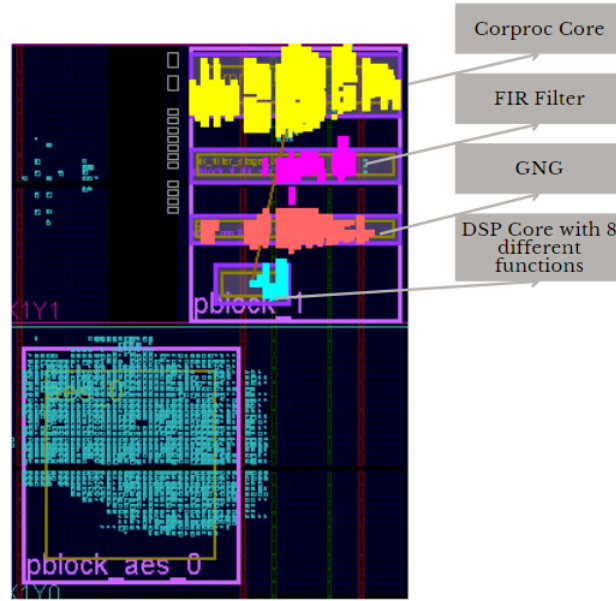 Corproc Core
FIR Filter
GNG
DSP Core with 8
different
functions
pblock_1
X1Y1
pblock_aes_0
X1Y0